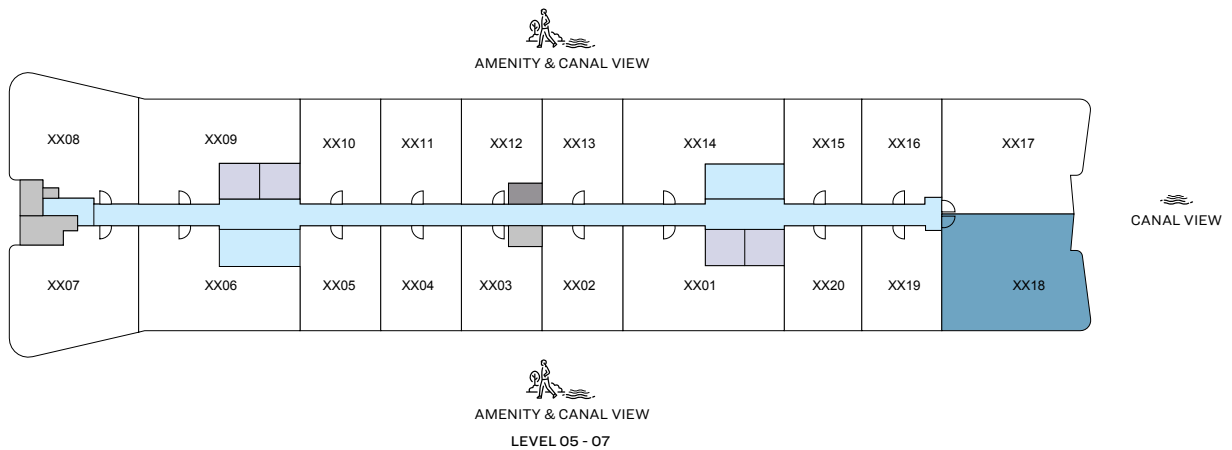 AMENITY & CANAL VIEW
XX08
XX09
XX10
XX11
XX12
XX13
XX14
XX15
XX16
XX17
CANAL VIEW
XX07
XX06
XX05
XX04
XX03
XX02
XX01
XX20
XX19
XX18
AMENITY & CANAL VIEW
LEVEL 05 - 07